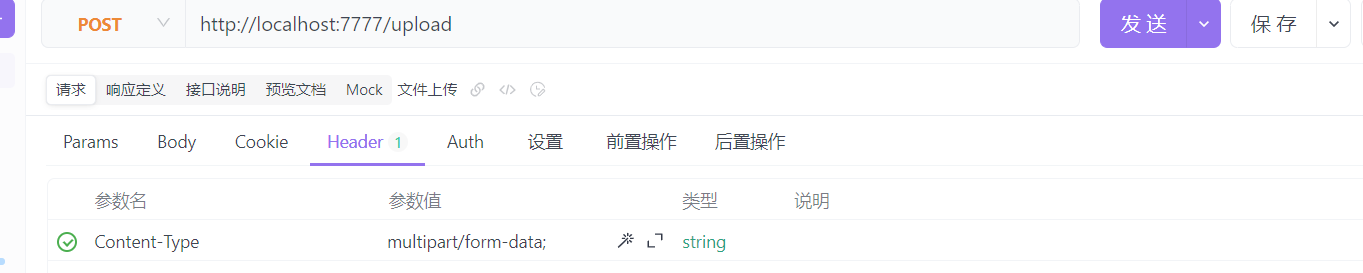 POST http://localhost:7777/upload 发 送 保 存
请求 响应定义 接口说明 预览文档 Mock 文件上传
Params Body Cookie Header 1 Auth 设置 前置操作 后置操作
参数名 参数值 类型 说明
Content-Type multipart/form-data; string